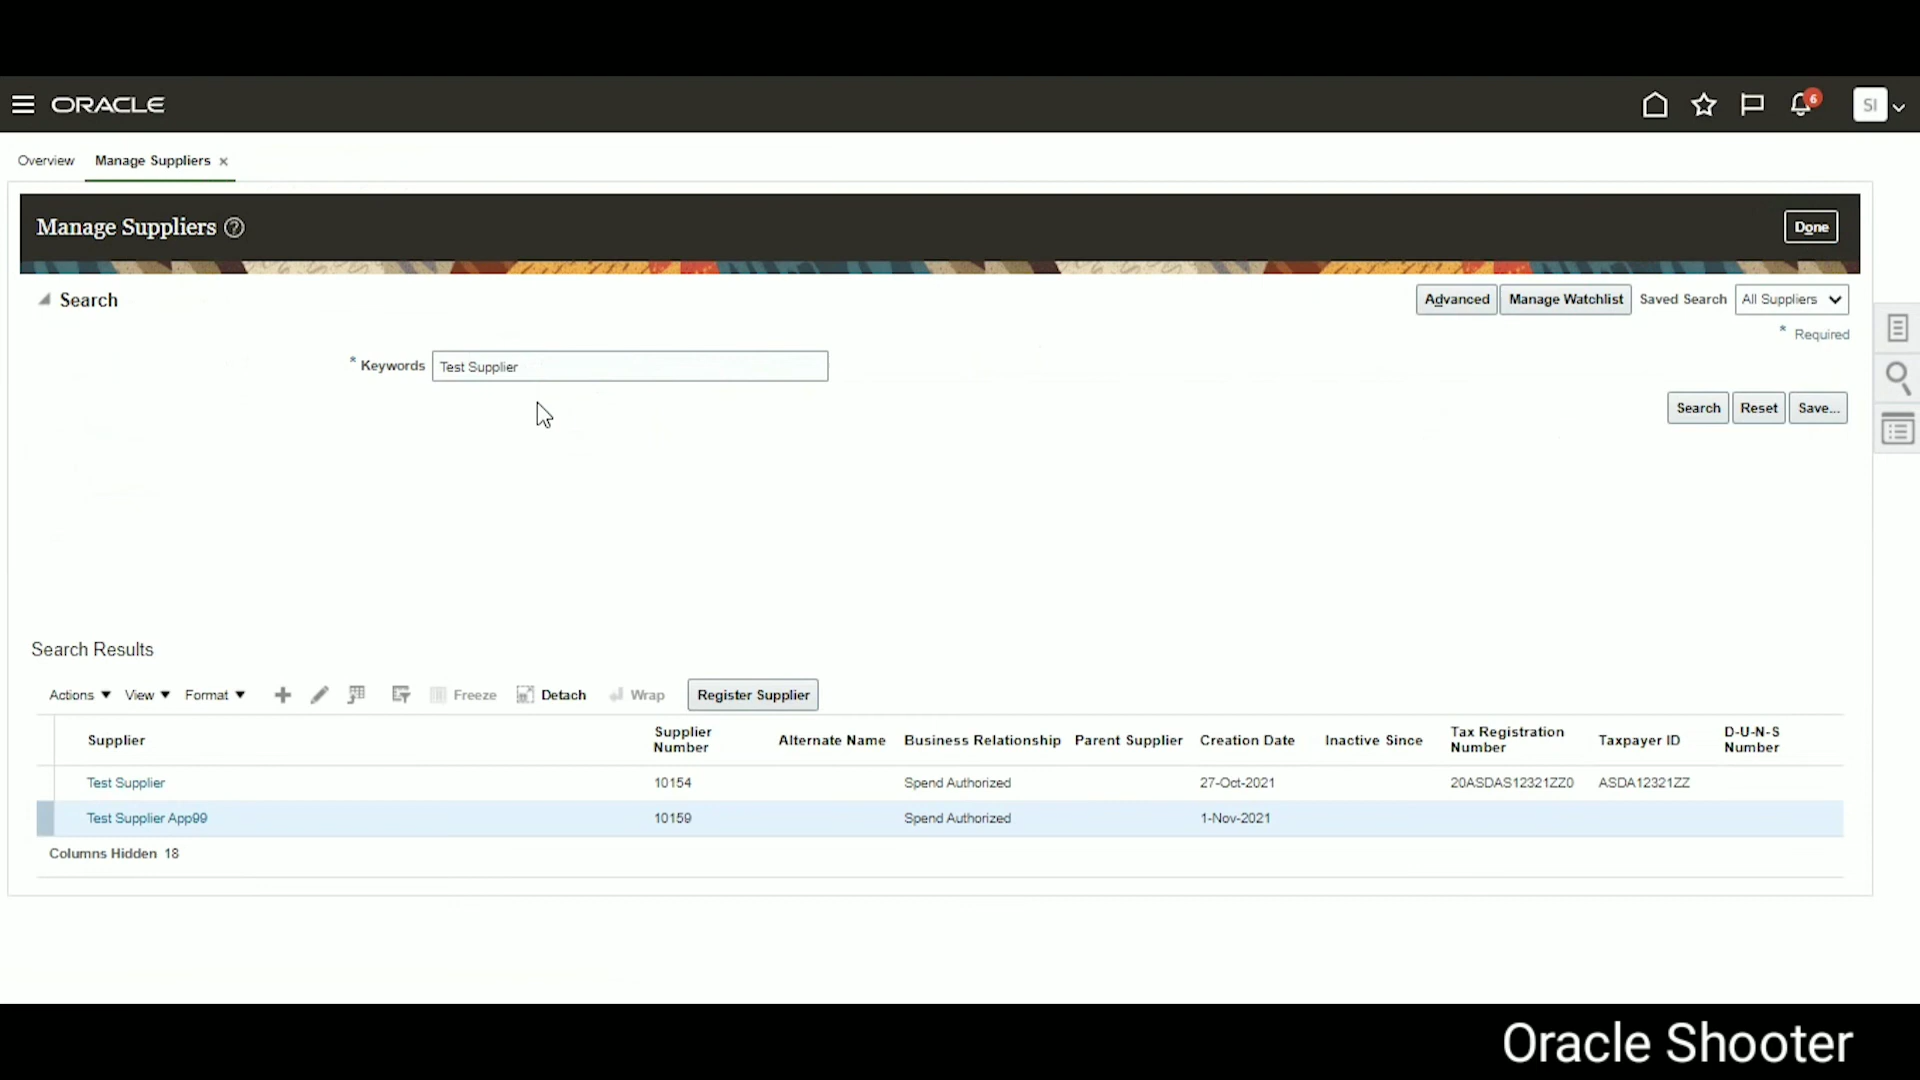 ORACLE
6
SI
Overview Manage Suppliers
Manage Suppliers
Done
Search
Advanced Manage Watchlist Saved Search All Suppliers
* Required
* Keywords Test Supplier
Search Reset Save...
Search Results
Actions View Format Freeze Detach Wrap Register Supplier
Supplier Supplier Number Alternate Name Business Relationship Parent Supplier Creation Date Inactive Since Tax Registration Number Taxpayer ID D-U-N-S Number
Test Supplier 10154 Spend Authorized 27-Oct-2021 20ASDAS12321ZZ0 ASDA12321ZZ
Test Supplier App99 10159 Spend Authorized 1-Nov-2021
Columns Hidden 18
Oracle Shooter